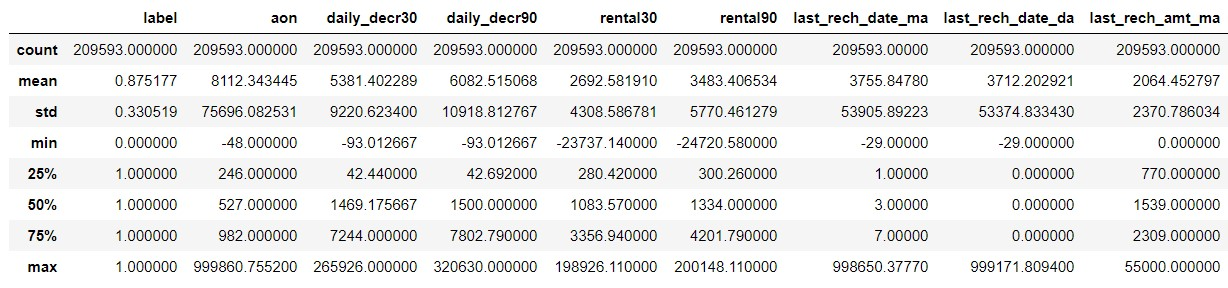 label aon daily_decr30 daily_decr90 rental30 rental90 last_rech_date_ma last_rech_date_da last_rech_amt_ma
count 209593.000000 209593.000000 209593.000000 209593.000000 209593.000000 209593.000000 209593.00000 209593.000000 209593.000000
mean 0.875177 8112.343445 5381.402289 6082.515068 2692.581910 3483.406534 3755.84780 3712.202921 2064.452797
std 0.330519 75696.082531 9220.623400 10918.812767 4308.586781 5770.461279 53905.89223 53374.833430 2370.786034
min 0.000000 -48.000000 -93.012667 -93.012667 -23737.140000 -24720.580000 -29.00000 -29.000000 0.000000
25% 1.000000 246.000000 42.440000 42.692000 280.420000 300.260000 1.00000 0.000000 770.000000
50% 1.000000 527.000000 1469.175667 1500.000000 1083.570000 1334.000000 3.00000 0.000000 1539.000000
75% 1.000000 982.000000 7244.000000 7802.790000 3356.940000 4201.790000 7.00000 0.000000 2309.000000
max 1.000000 999860.755200 265926.000000 320630.000000 198926.110000 200148.110000 998650.37770 999171.809400 55000.000000